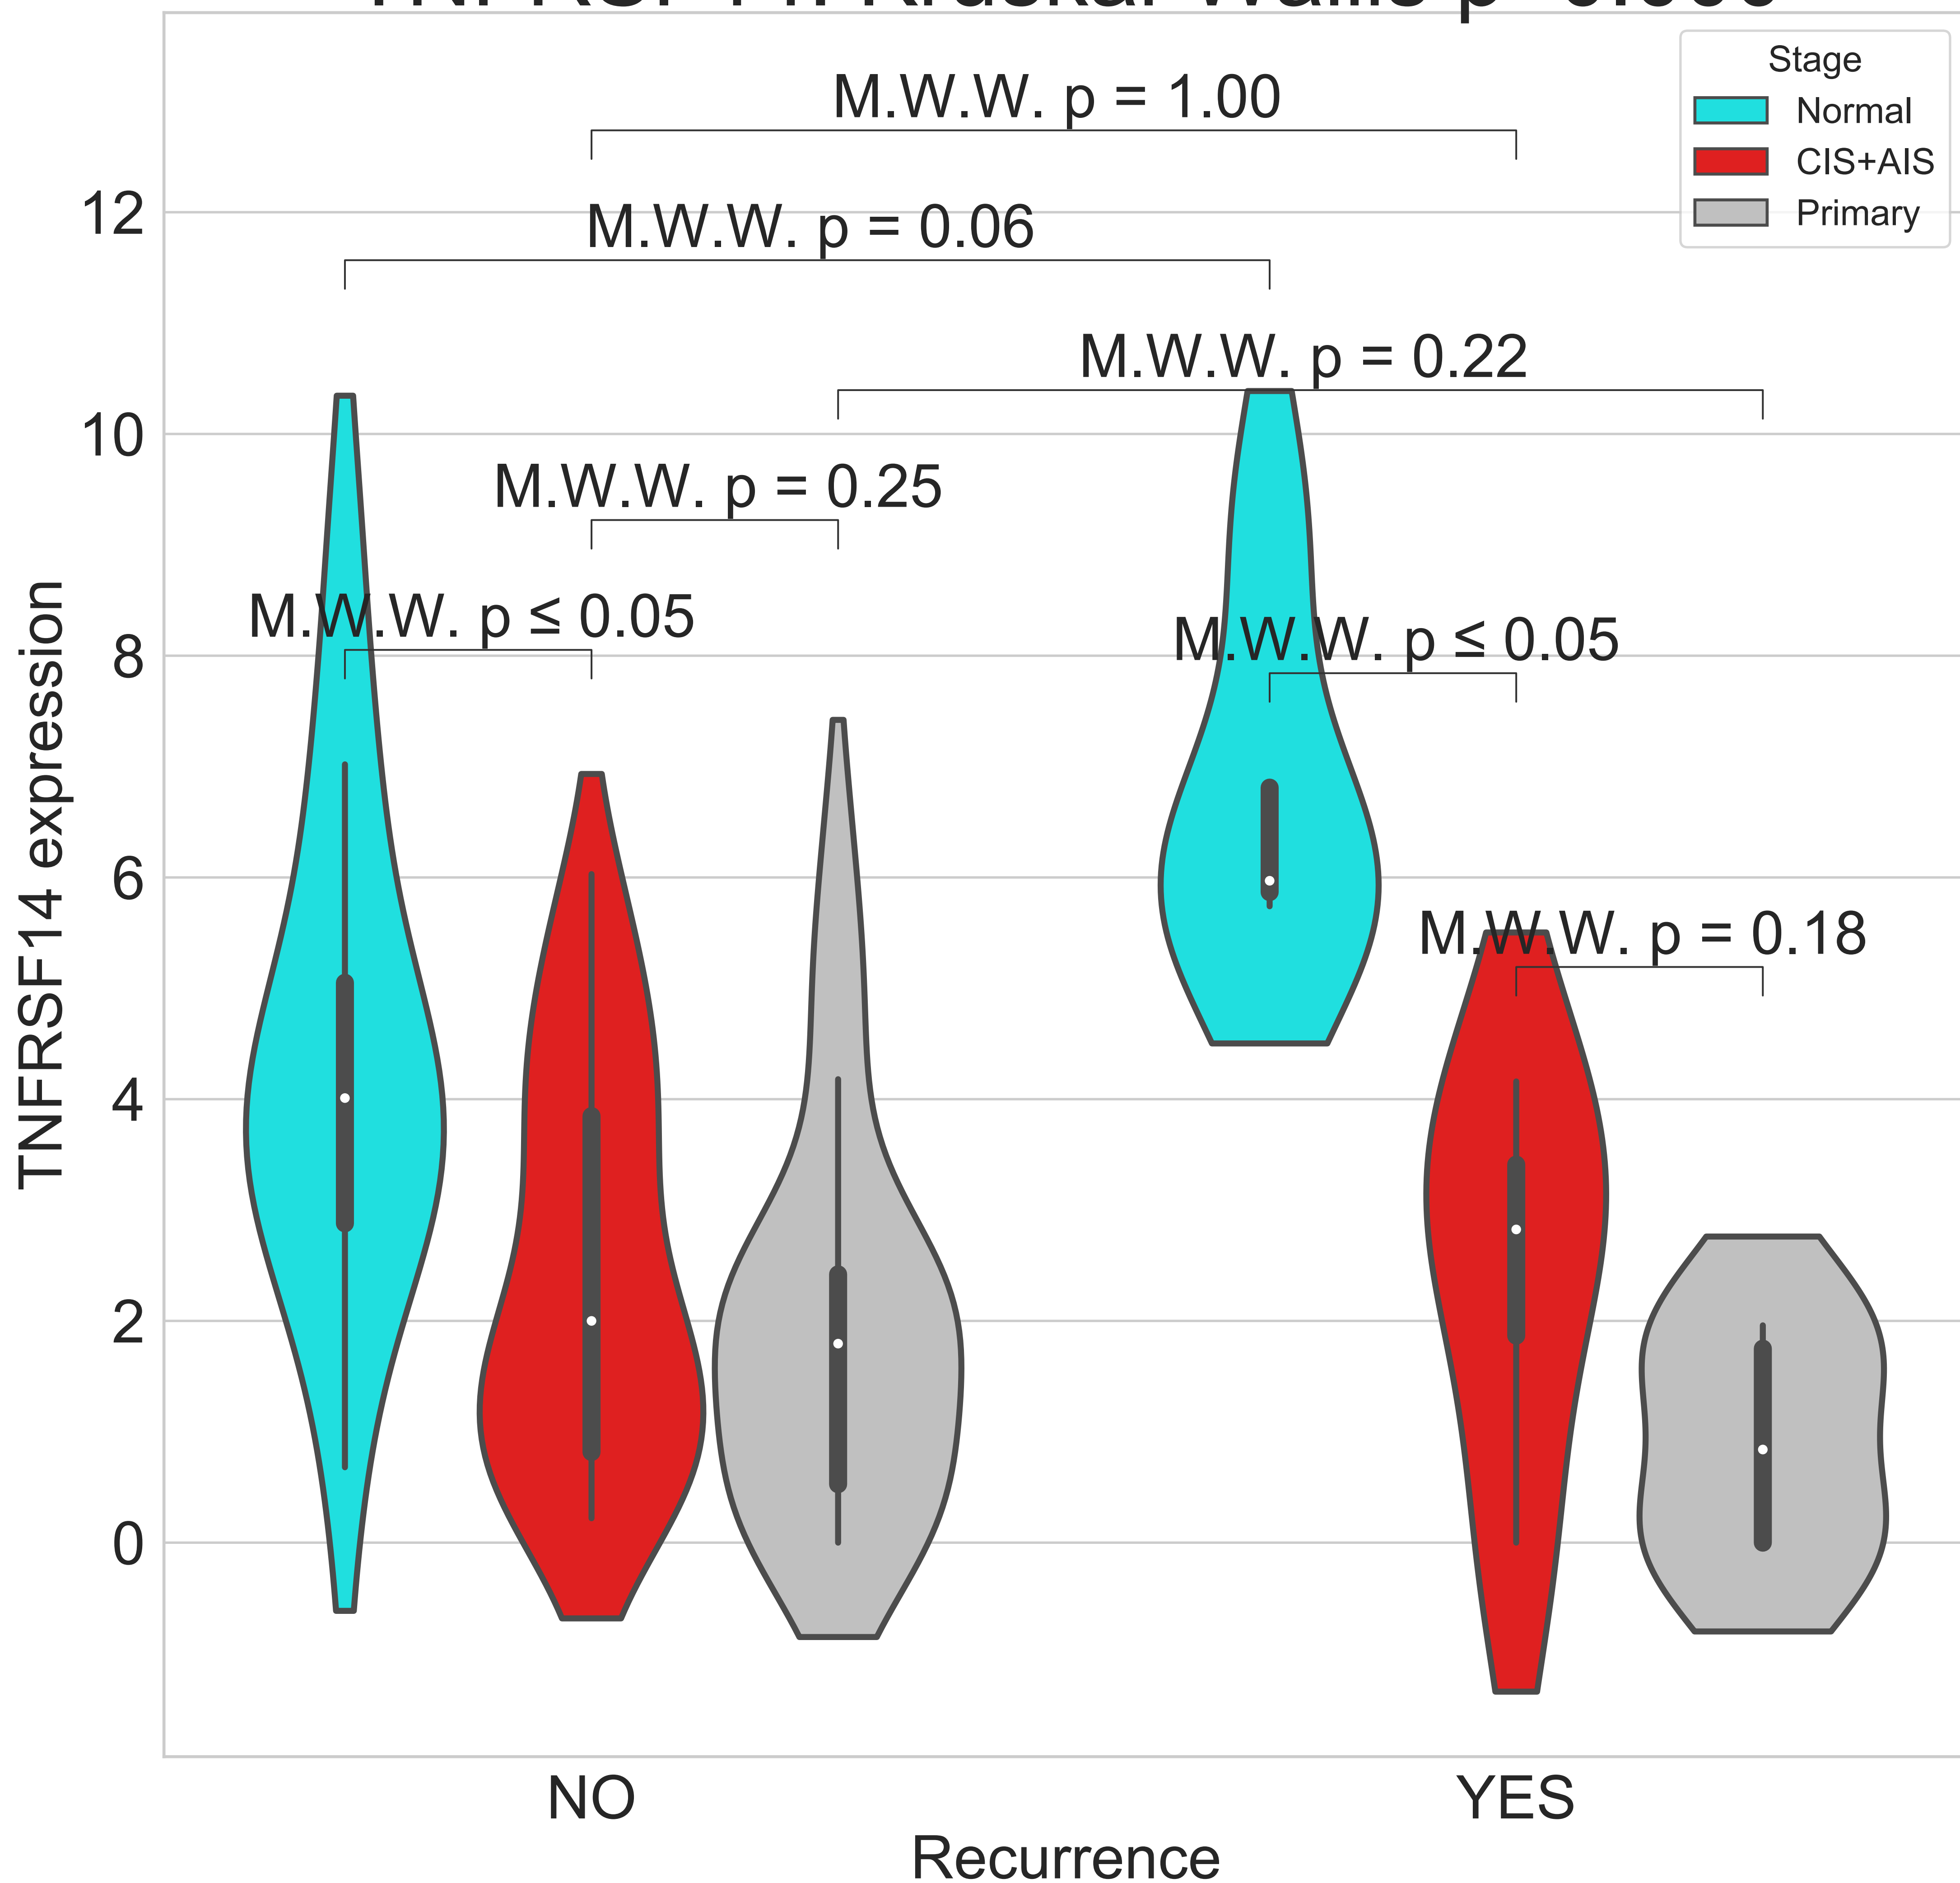 Stage
Normal
CIS+AIS
Primary
M.W.W. p = 1.00
M.W.W. p = 0.06
M.W.W. p = 0.22
M.W.W. p = 0.25
M.W.W. p ≤ 0.05
M.W.W. p ≤ 0.05
M.W.W. p = 0.18
12
10
8
6
4
2
0
TNFRSF14 expression
NO
YES
Recurrence